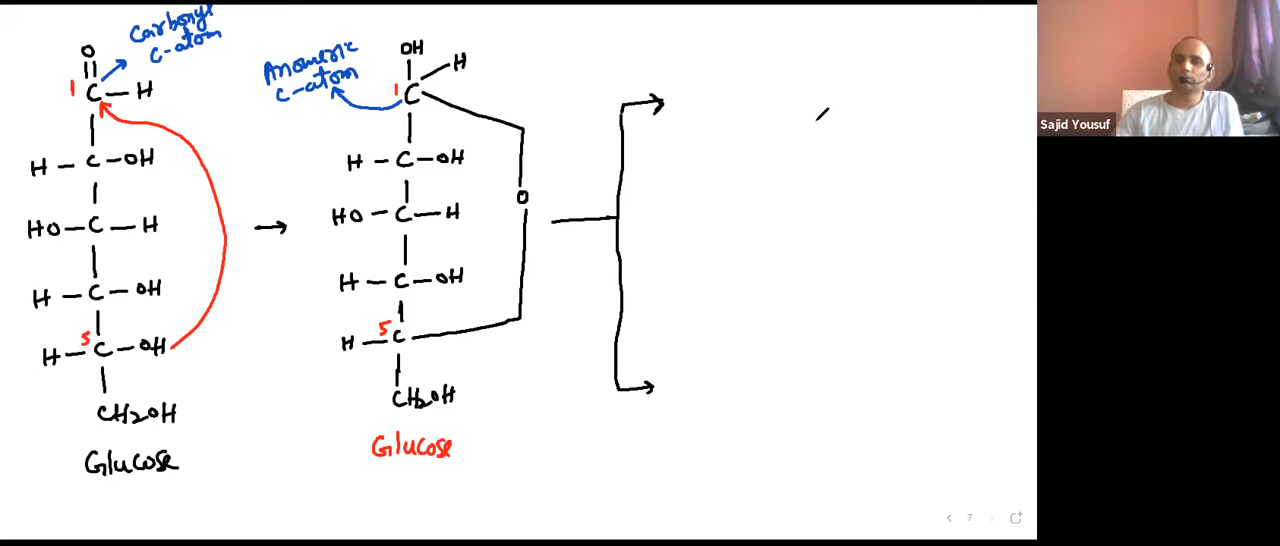 Carbonyl
C-atom
O
1 C-H
H-C-OH
HO-C-H
H-C-OH
5
H-C-OH
CH2OH
Glucose
Anomeric
C-atom
OH
H
1 C
H-C-OH
HO-C-H
O
H-C-OH
5
H-C
CH2OH
Glucose
Sajid Yousuf
7